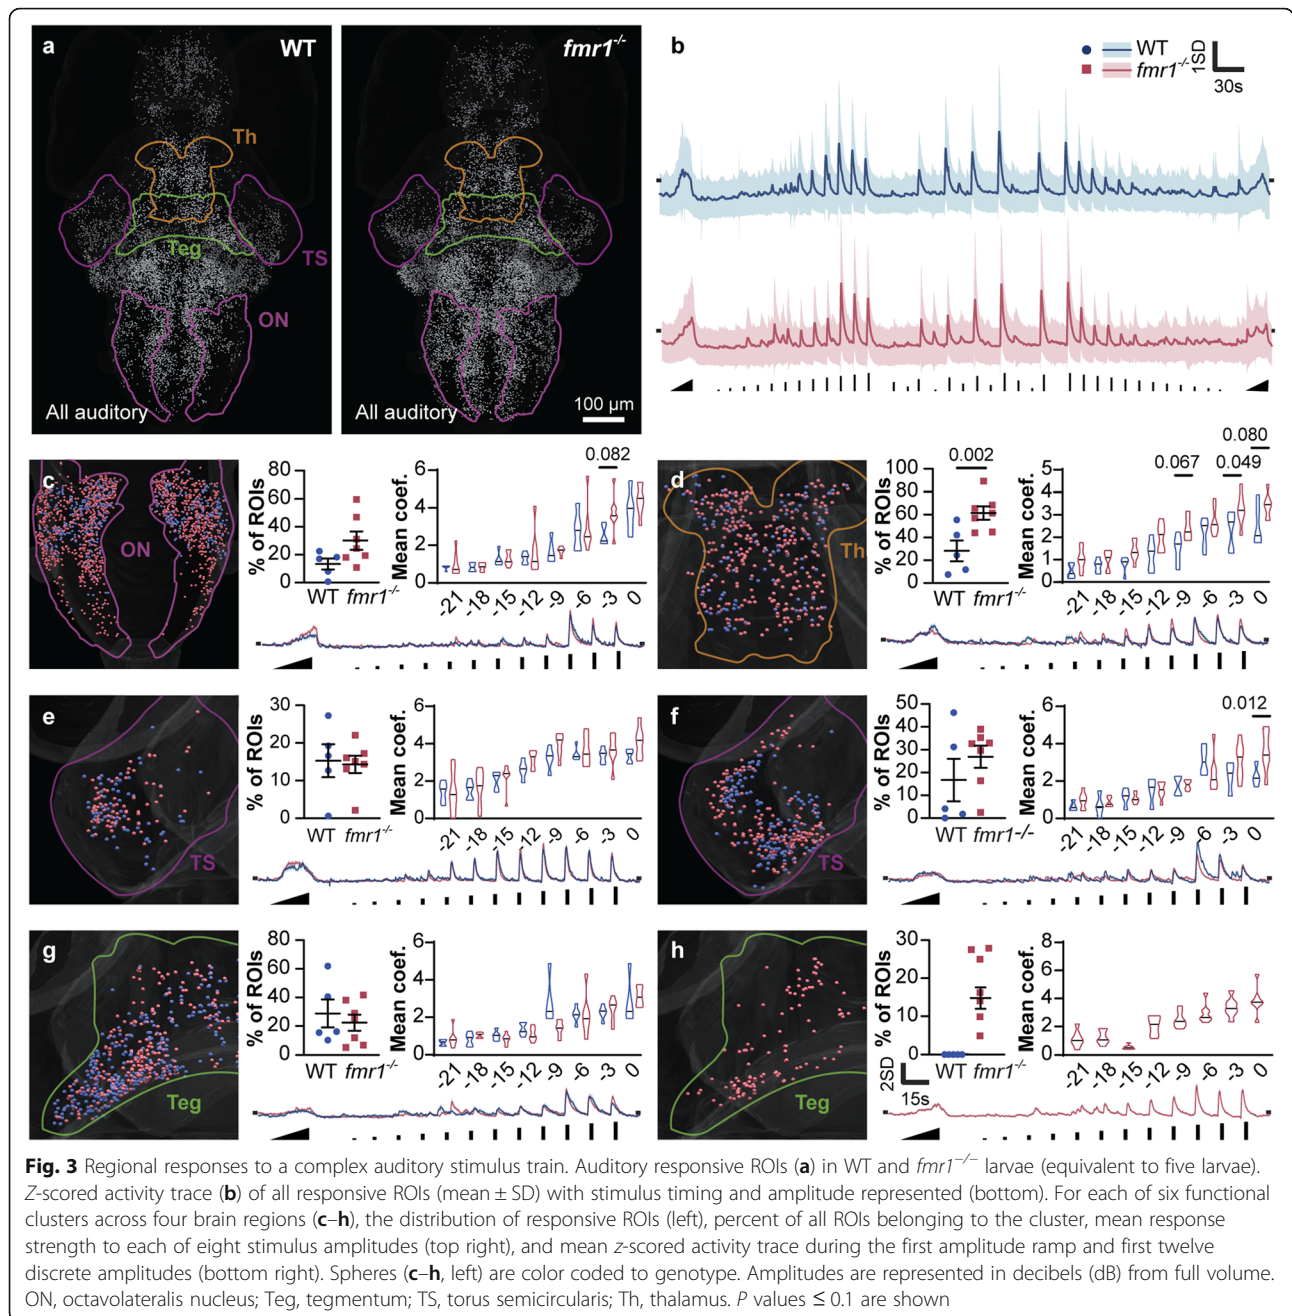 a WT fmr1-/-
Th
Teg
TS
ON
All auditory
All auditory 100 µm
b WT
fmr1-/-
1SD
30s
c ON
% of ROIs
80
60
40
20
0
WT fmr1-/-
Mean coef.
6
4
2
0
0.082
-21 -18 -15 -12 -9 -6 -3 0
d Th
% of ROIs
100
80
60
40
20
0
0.002
WT fmr1-/-
Mean coef.
5
4
3
2
1
0
0.067 0.049 0.080
-21 -18 -15 -12 -9 -6 -3 0
e TS
% of ROIs
30
20
10
0
WT fmr1-/-
Mean coef.
6
4
2
0
-21 -18 -15 -12 -9 -6 -3 0
f TS
% of ROIs
50
40
30
20
10
0
WT fmr1-/-
Mean coef.
6
4
2
0
0.012
-21 -18 -15 -12 -9 -6 -3 0
g Teg
% of ROIs
80
60
40
20
0
WT fmr1-/-
Mean coef.
6
4
2
0
-21 -18 -15 -12 -9 -6 -3 0
h Teg
% of ROIs
30
20
10
0
WT fmr1-/-
2SD
15s
Mean coef.
8
6
4
2
0
-21 -18 -15 -12 -9 -6 -3 0
Fig. 3 Regional responses to a complex auditory stimulus train. Auditory responsive ROIs (a) in WT and fmr1−/− larvae (equivalent to five larvae).
Z-scored activity trace (b) of all responsive ROIs (mean ± SD) with stimulus timing and amplitude represented (bottom). For each of six functional
clusters across four brain regions (c–h), the distribution of responsive ROIs (left), percent of all ROIs belonging to the cluster, mean response
strength to each of eight stimulus amplitudes (top right), and mean z-scored activity trace during the first amplitude ramp and first twelve
discrete amplitudes (bottom right). Spheres (c–h, left) are color coded to genotype. Amplitudes are represented in decibels (dB) from full volume.
ON, octavolateralis nucleus; Teg, tegmentum; TS, torus semicircularis; Th, thalamus. P values ≤ 0.1 are shown